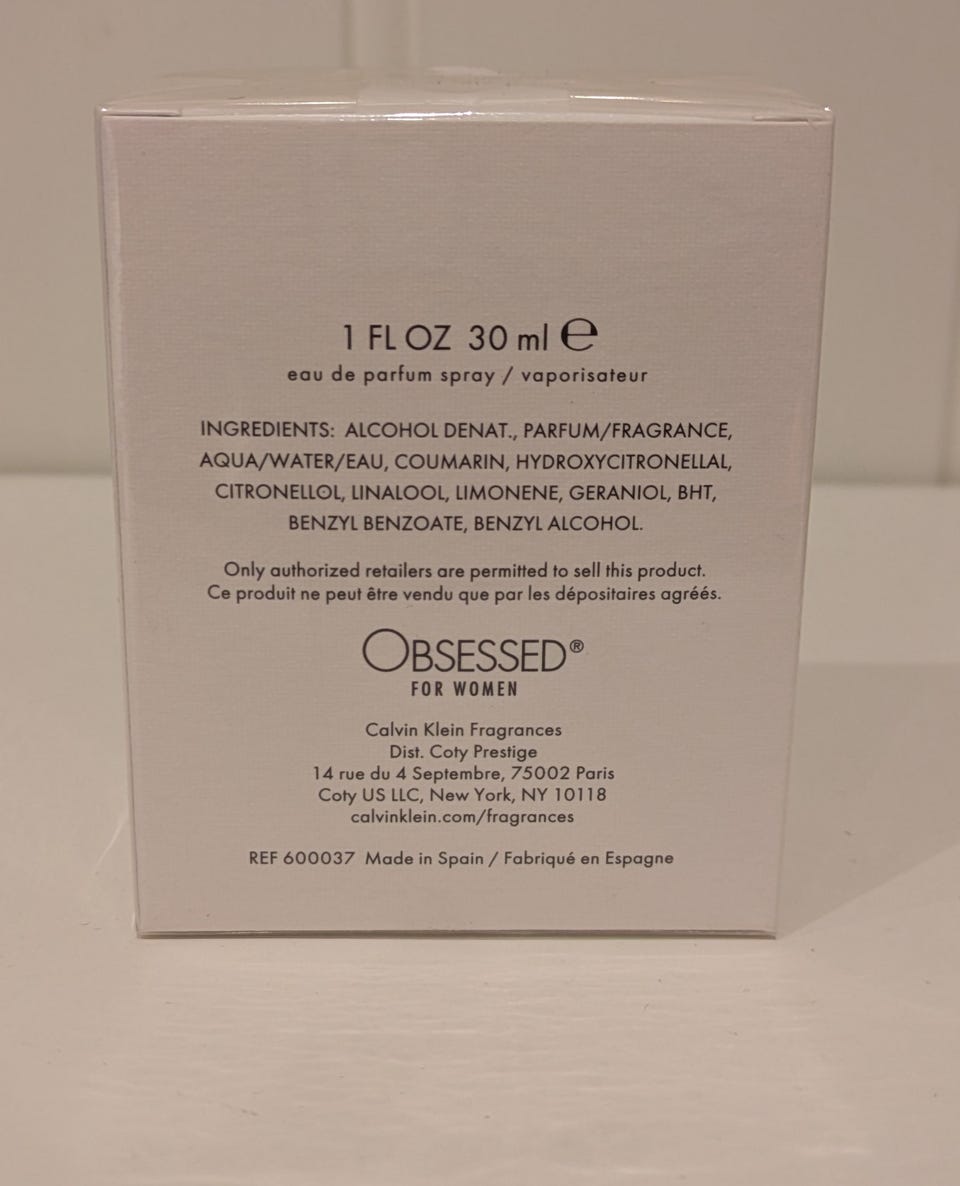 1 FL OZ 30 ml ℮
eau de parfum spray / vaporisateur
INGREDIENTS: ALCOHOL DENAT., PARFUM/FRAGRANCE,
AQUA/WATER/EAU, COUMARIN, HYDROXYCITRONELLAL,
CITRONELLOL, LINALOOL, LIMONENE, GERANIOL, BHT,
BENZYL BENZOATE, BENZYL ALCOHOL.
Only authorized retailers are permitted to sell this product.
Ce produit ne peut être vendu que par les dépositaires agréés.
OBSESSED®
FOR WOMEN
Calvin Klein Fragrances
Dist. Coty Prestige
14 rue du 4 Septembre, 75002 Paris
Coty US LLC, New York, NY 10118
calvinklein.com/fragrances
REF 600037 Made in Spain / Fabriqué en Espagne